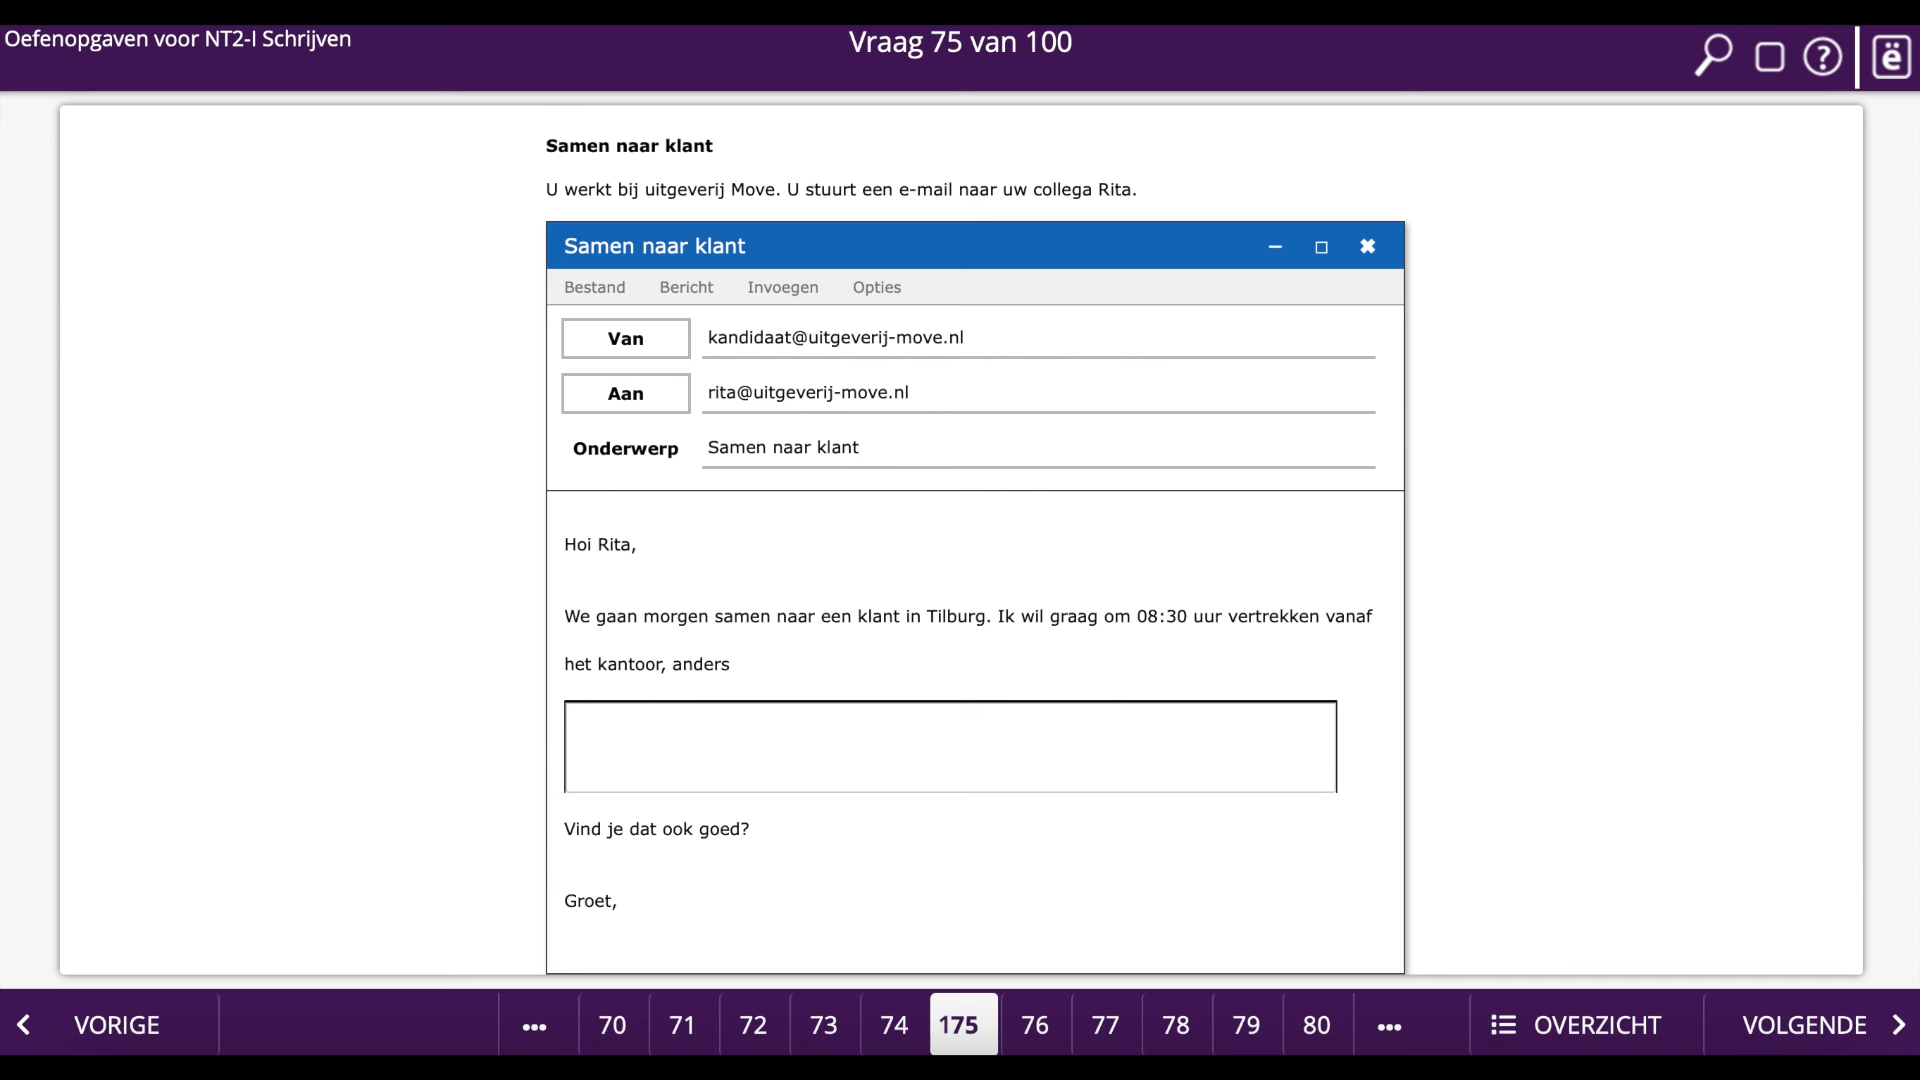 Oefenopgaven voor NT2-I Schrijven
Vraag 75 van 100
Samen naar klant
U werkt bij uitgeverij Move. U stuurt een e-mail naar uw collega Rita.
Samen naar klant
Bestand Bericht Invoegen Opties
Van kandidaat@uitgeverij-move.nl
Aan rita@uitgeverij-move.nl
Onderwerp Samen naar klant
Hoi Rita,
We gaan morgen samen naar een klant in Tilburg. Ik wil graag om 08:30 uur vertrekken vanaf
het kantoor, anders
Vind je dat ook goed?
Groet,
VORIGE ... 70 71 72 73 74 175 76 77 78 79 80 ... OVERZICHT VOLGENDE